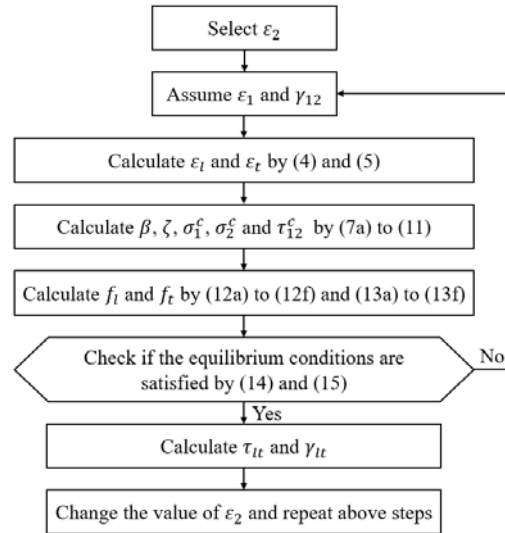 Select ε₂
Assume ε₁ and γ₁₂
Calculate εₗ and εₜ by (4) and (5)
Calculate β, ζ, σ₁ᶜ, σ₂ᶜ and τ₁₂ᶜ by (7a) to (11)
Calculate fₗ and fₜ by (12a) to (12f) and (13a) to (13f)
Check if the equilibrium conditions are
satisfied by (14) and (15)
No
Yes
Calculate τₗₜ and γₗₜ
Change the value of ε₂ and repeat above steps